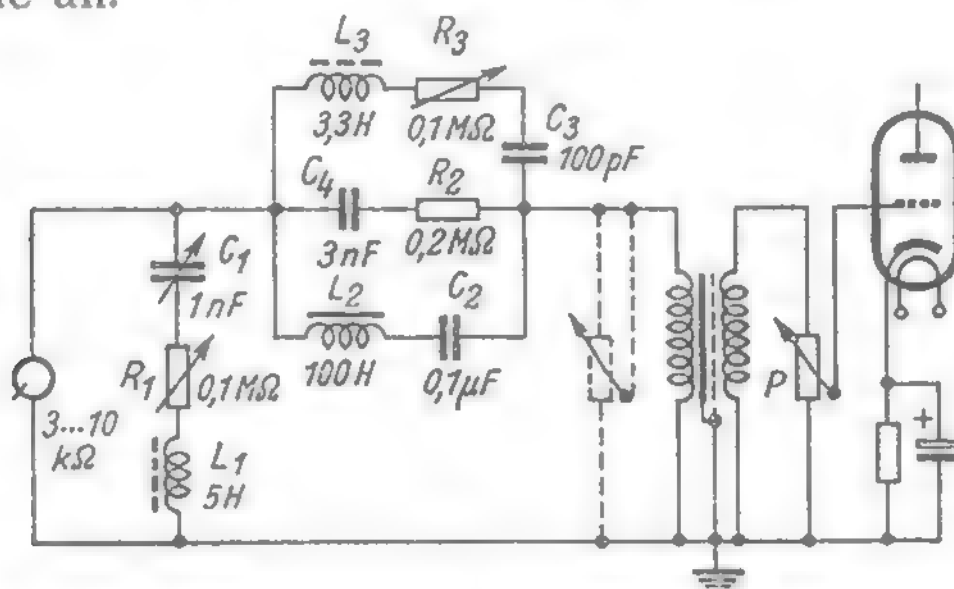 an.
L3
R3
3,3H
0,1MΩ
C3
100pF
C4
R2
3nF
0,2MΩ
C1
1nF
L2
C2
100H
0,1µF
R1
0,1MΩ
3...10
kΩ
L1
5H
P
+